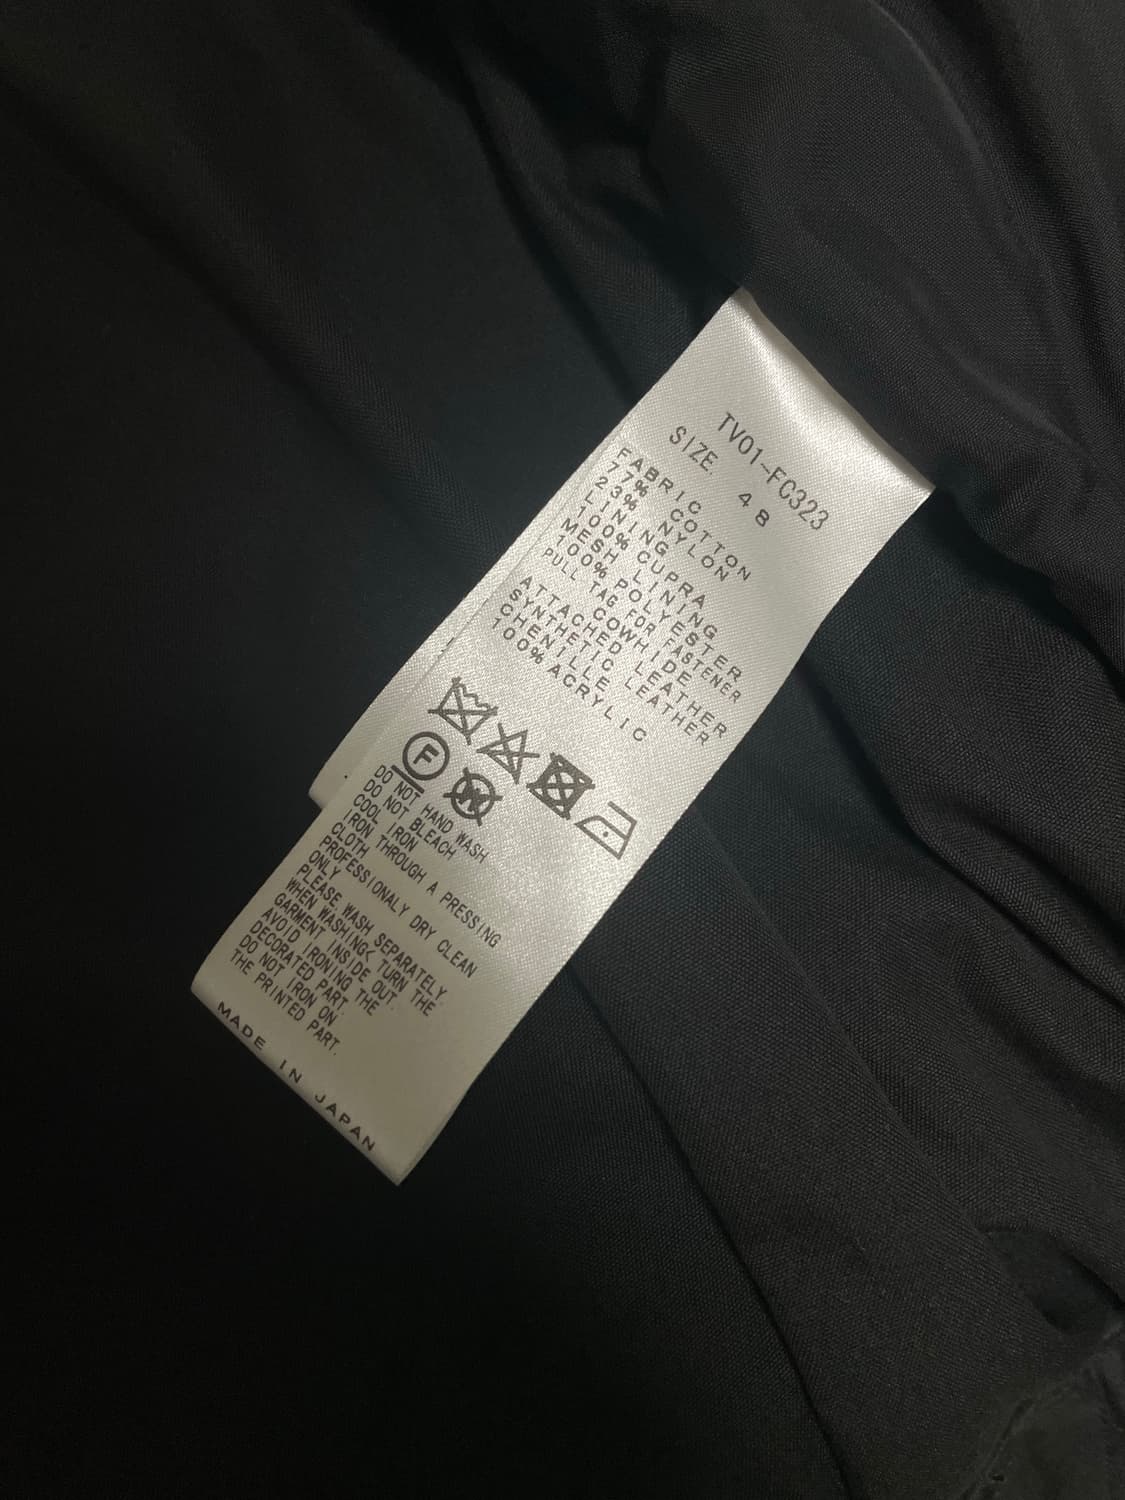 TV01-FC323
SIZE 48
FABRIC
77% COTTON
23% NYLON
LINING
100% CUPRA
MESH LINING
100% POLYESTER
PULL TAG FOR FASTENER
COWHIDE LEATHER
ATTACHED LEATHER
SYNTHETIC LEATHER
CHENILLE
100% ACRYLIC
F
W
DO NOT HAND WASH
DO NOT BLEACH
COOL IRON
IRON THROUGH A PRESSING
CLOTH
PROFESSIONALY DRY CLEAN
ONLY
PLEASE WASH SEPARATELY.
WHEN WASHING< TURN THE
GARMENT INSIDE OUT.
AVOID IRONING THE
DECORATED PART.
DO NOT IRON ON
THE PRINTED PART.
MADE IN JAPAN